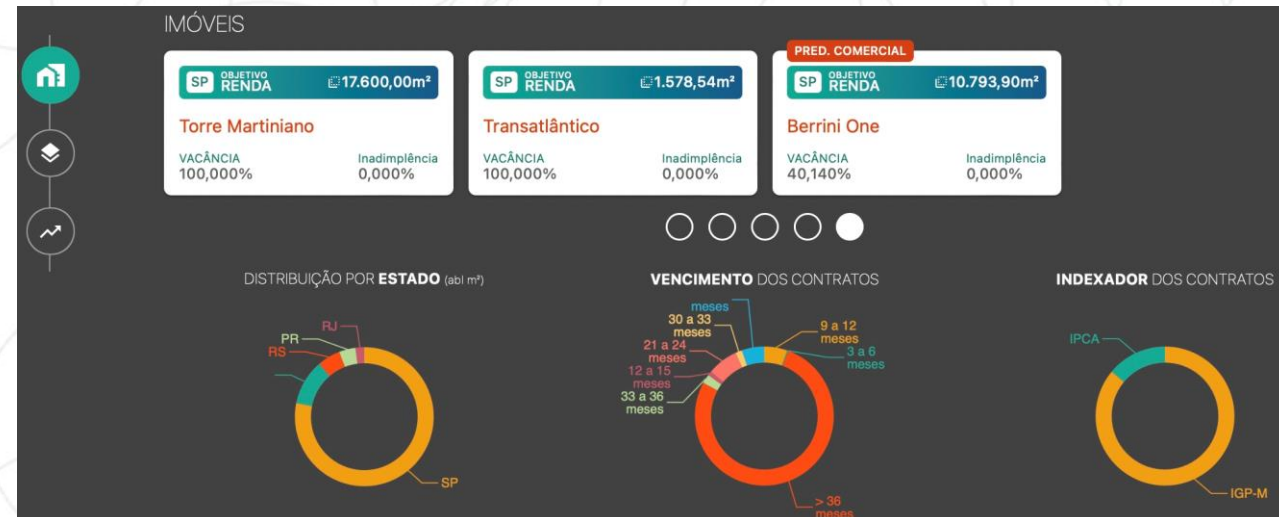 IMÓVEIS
PRED. COMERCIAL
SP OBJETIVO RENDA 17.600,00m²
Torre Martiniano
VACÂNCIA Inadimplência
100,000% 0,000%
SP OBJETIVO RENDA 1.578,54m²
Transatlântico
VACÂNCIA Inadimplência
100,000% 0,000%
SP OBJETIVO RENDA 10.793,90m²
Berrini One
VACÂNCIA Inadimplência
40,140% 0,000%
DISTRIBUIÇÃO POR ESTADO (abl m²)
RJ
PR
RS
SP
VENCIMENTO DOS CONTRATOS
meses
30 a 33
meses
21 a 24
meses
12 a 15
meses
33 a 36
meses
9 a 12
meses
3 a 6
meses
> 36
meses
INDEXADOR DOS CONTRATOS
IPCA
IGP-M